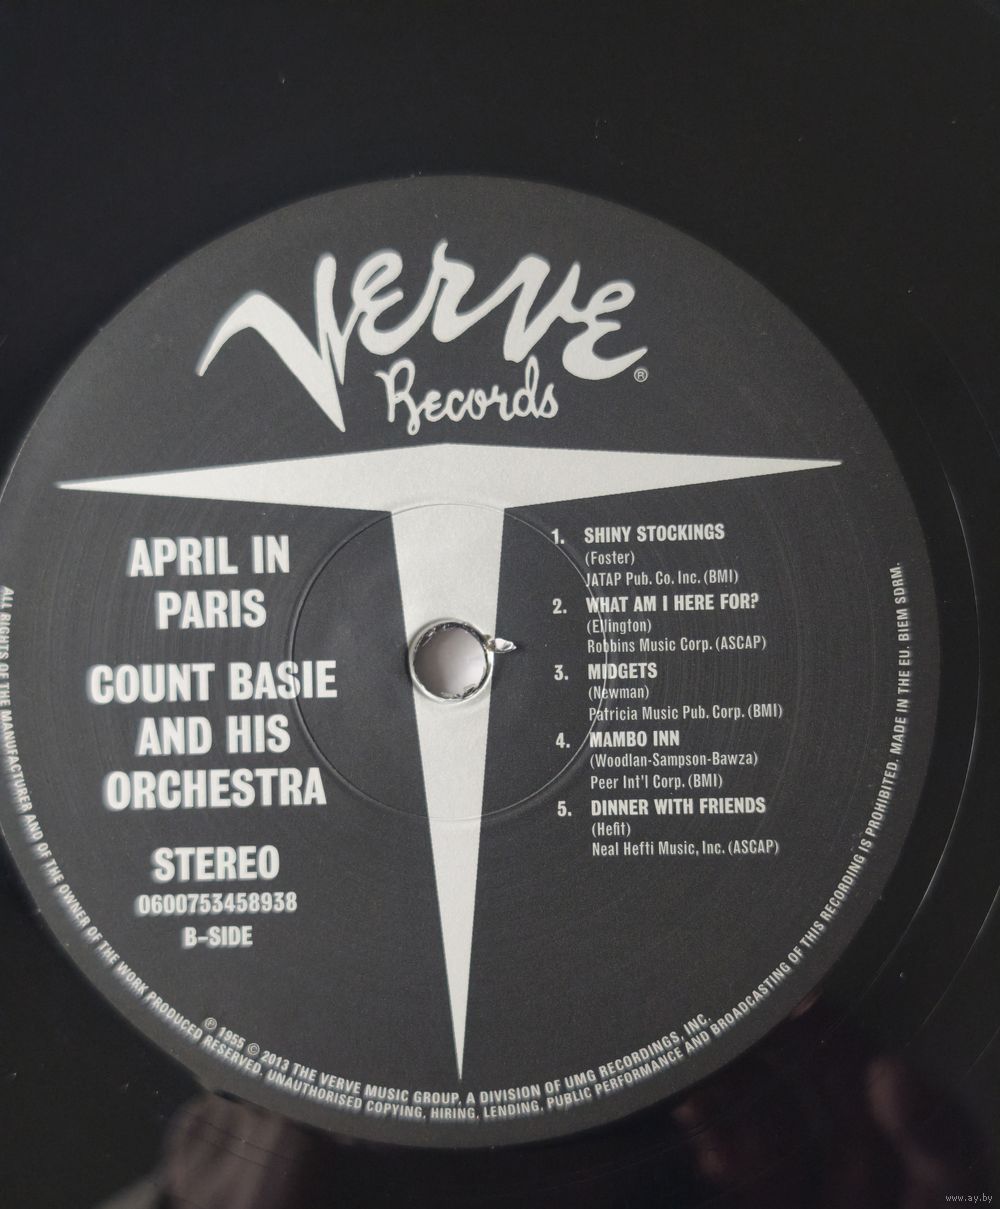 Verve
Records
®
APRIL IN
PARIS
COUNT BASIE
AND HIS
ORCHESTRA
STEREO
0600753458938
B-SIDE
1. SHINY STOCKINGS
(Foster)
JATAP Pub. Co. Inc. (BMI)
2. WHAT AM I HERE FOR?
(Ellington)
Robbins Music Corp. (ASCAP)
3. MIDGETS
(Newman)
Patricia Music Pub. Corp. (BMI)
4. MAMBO INN
(Woodlan-Sampson-Bawza)
Peer Int'l Corp. (BMI)
5. DINNER WITH FRIENDS
(Hefit)
Neal Hefti Music, Inc. (ASCAP)
℗ 1955 © 2013 THE VERVE MUSIC GROUP, A DIVISION OF UMG RECORDINGS, INC.
ALL RIGHTS OF THE MANUFACTURER AND OF THE OWNER OF THE WORK PRODUCED RESERVED. UNAUTHORISED COPYING, HIRING, LENDING, PUBLIC PERFORMANCE AND BROADCASTING OF THIS RECORDING IS PROHIBITED. MADE IN THE EU. BIEM SDRM.
www.ay.by